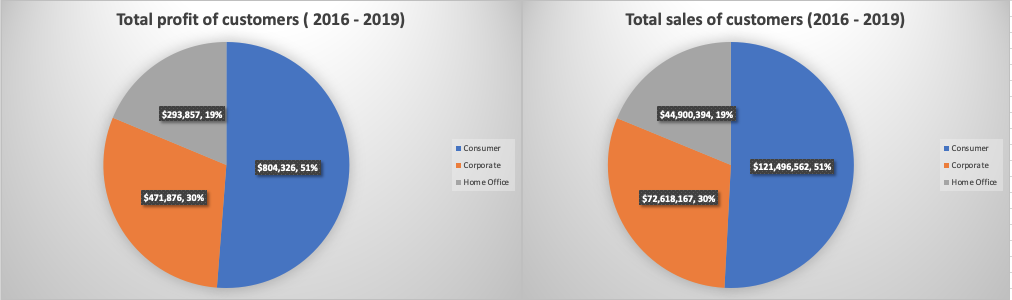 Total profit of customers ( 2016 - 2019)
$293,857, 19%
$804,326, 51%
$471,876, 30%
Consumer
Corporate
Home Office
Total sales of customers (2016 - 2019)
$44,900,394, 19%
$121,496,562, 51%
$72,618,167, 30%
Consumer
Corporate
Home Office